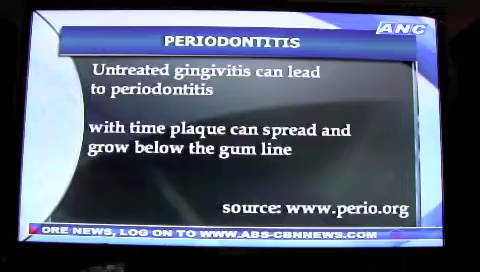 ANC
PERIODONTITIS
Untreated gingivitis can lead
to periodontitis
with time plaque can spread and
grow below the gum line
source: www.perio.org
ORE NEWS, LOG ON TO WWW.ABS-CBNNEWS.COM